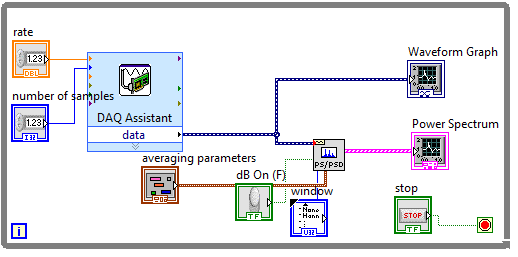 rate
1.23
DBL
number of samples
1.23
I32
DAQ Assistant
data
Waveform Graph
Power Spectrum
PS/PSD
averaging parameters
dB On (F)
TF
window
None
Hann
U32
stop
STOP
TF
i